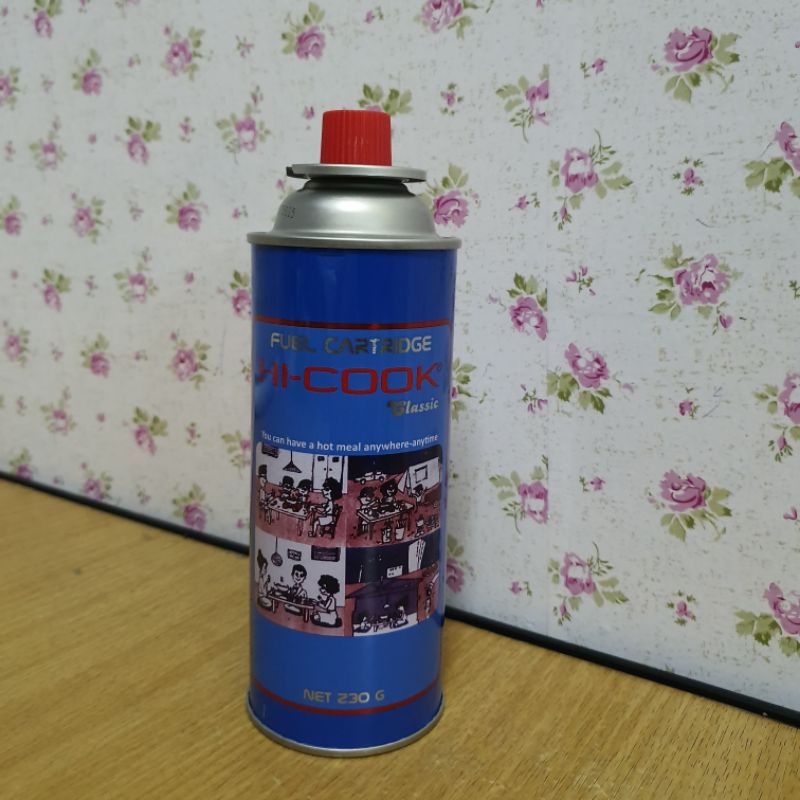 FUEL CARTRIDGE
HI-COOK
Classic
You can have a hot meal anywhere-anytime
NET 230 G